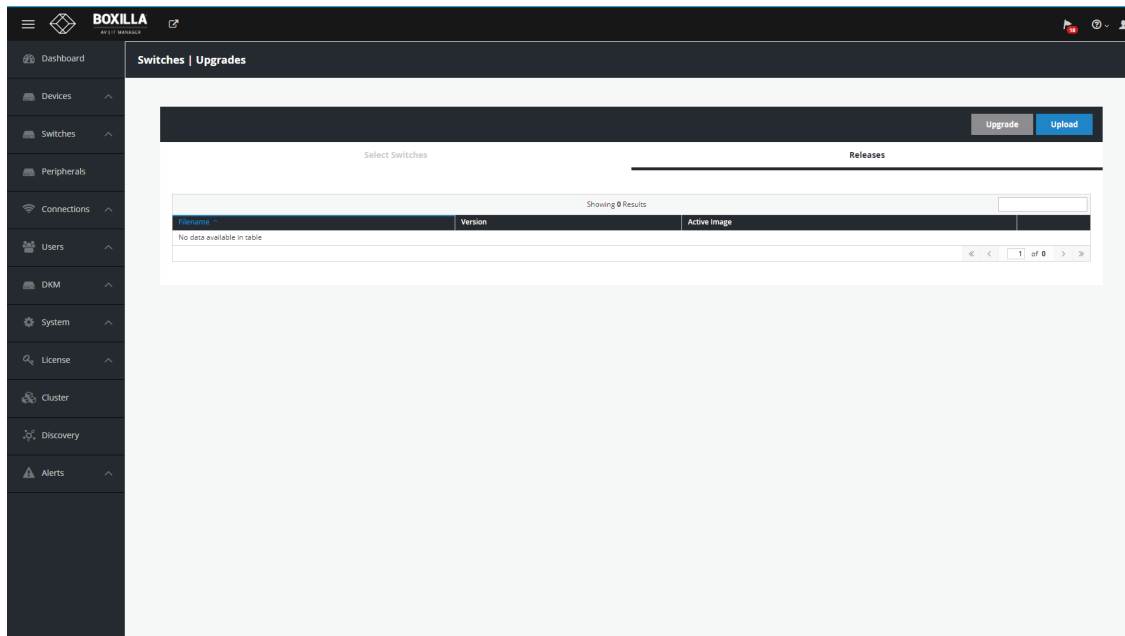 BOXILLA
AV | IT MANAGER
18
Dashboard
Switches | Upgrades
Devices
Switches
Peripherals
Connections
Users
DKM
System
License
Cluster
Discovery
Alerts
Upgrade
Upload
Select Switches
Releases
Showing 0 Results
Filename
Version
Active Image
No data available in table
1 of 0